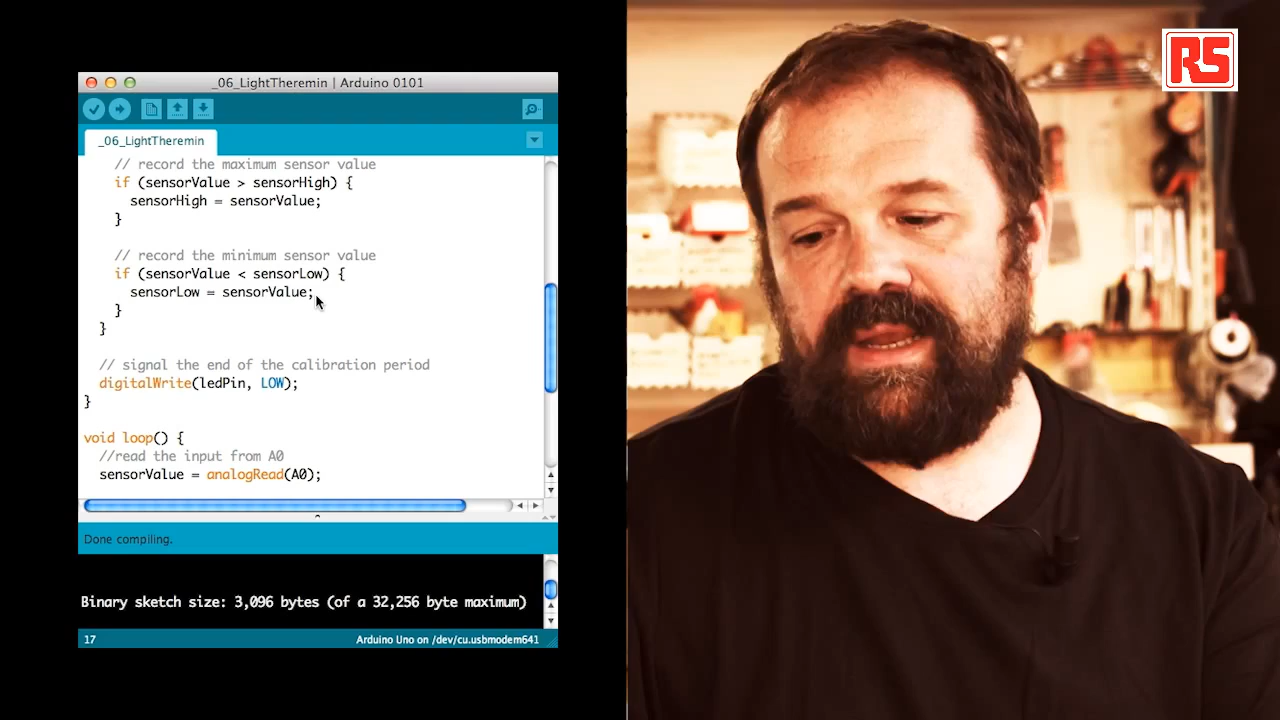 _06_LightTheremin | Arduino 0101
_06_LightTheremin
// record the maximum sensor value
if (sensorValue > sensorHigh) {
sensorHigh = sensorValue;
}
// record the minimum sensor value
if (sensorValue < sensorLow) {
sensorLow = sensorValue;
}
}
// signal the end of the calibration period
digitalWrite(ledPin, LOW);
}
void loop() {
//read the input from A0
sensorValue = analogRead(A0);
Done compiling.
Binary sketch size: 3,096 bytes (of a 32,256 byte maximum)
17
Arduino Uno on /dev/cu.usbmodem641
RS